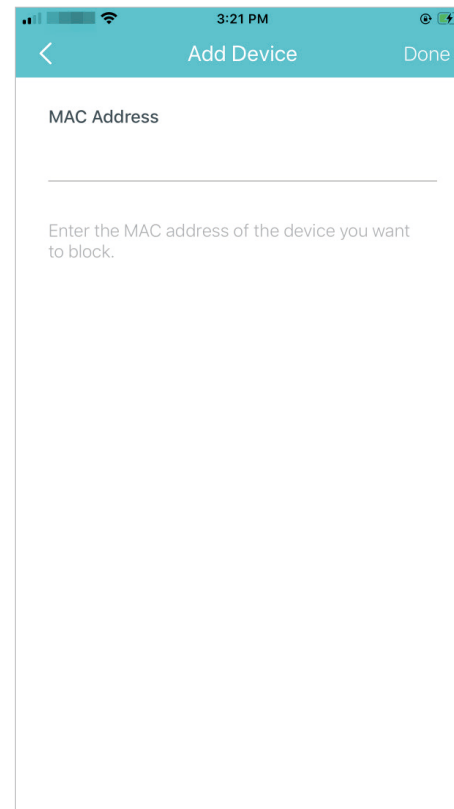 3:21 PM
Add Device
Done
MAC Address
Enter the MAC address of the device you want
to block.